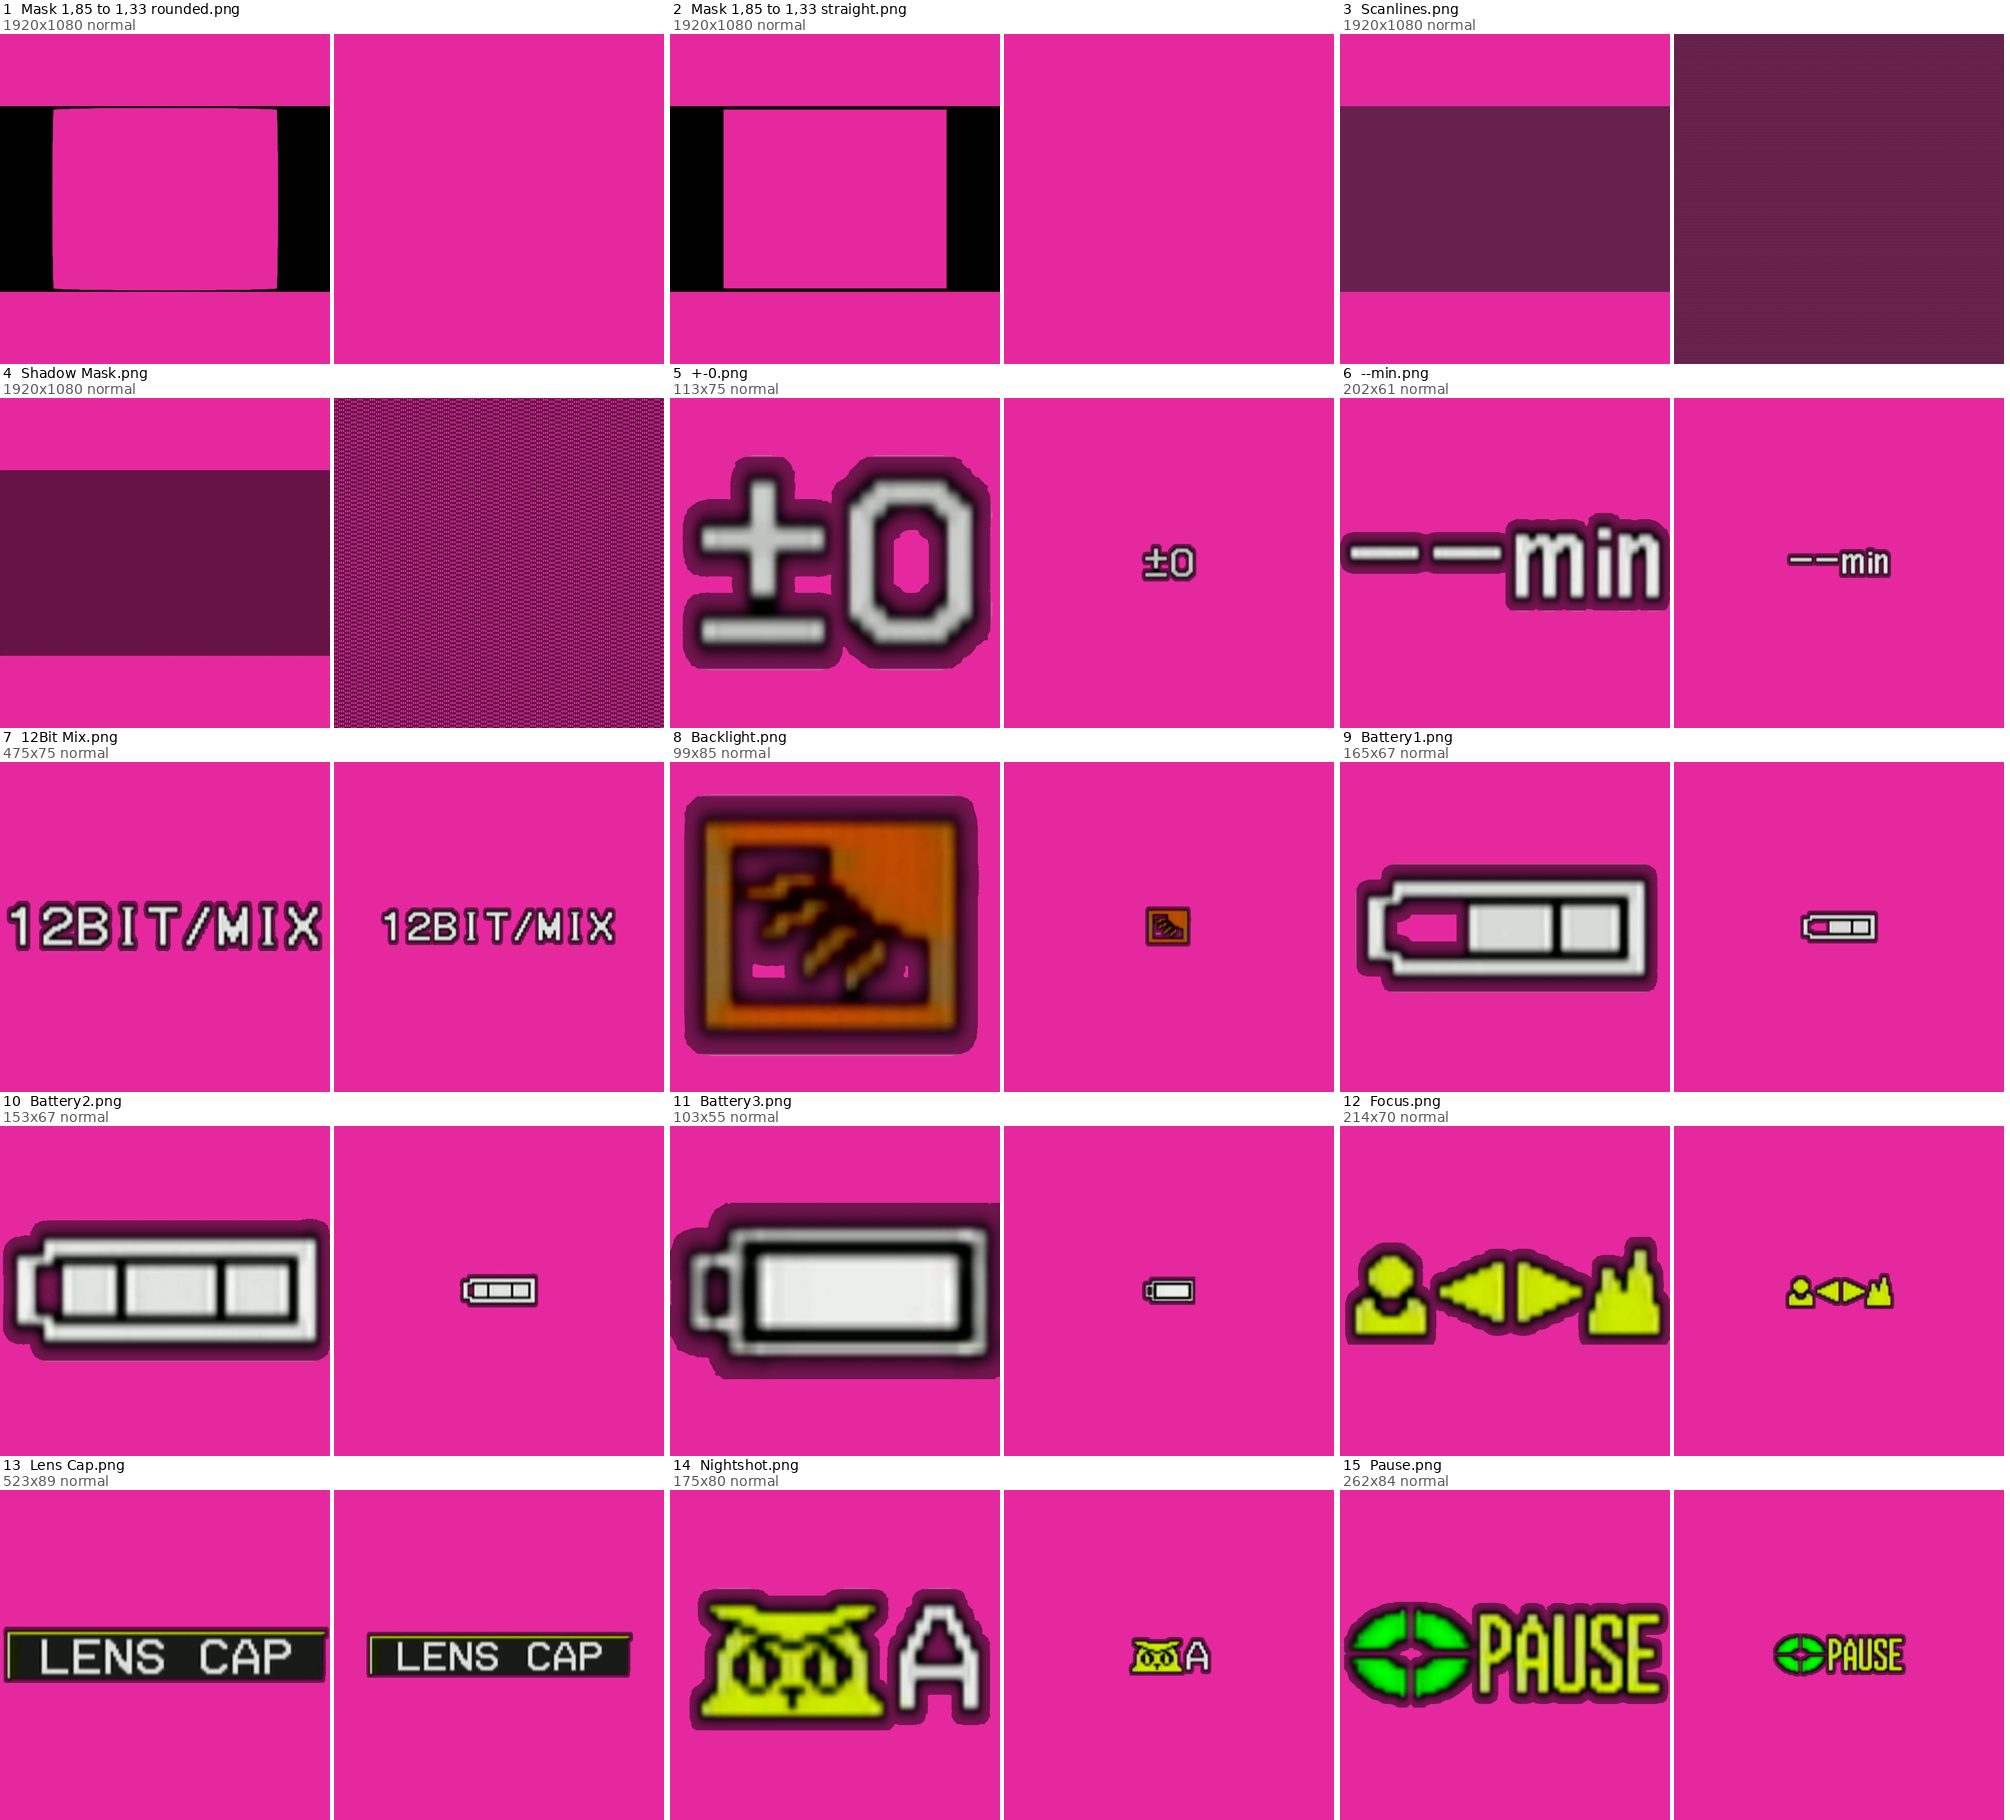 1  Mask 1,85 to 1,33 rounded.png
1920x1080 normal
2  Mask 1,85 to 1,33 straight.png
1920x1080 normal
3  Scanlines.png
1920x1080 normal
4  Shadow Mask.png
1920x1080 normal
5  +-0.png
113x75 normal
6  --min.png
202x61 normal
±0
±0
--min
--min
7  12Bit Mix.png
475x75 normal
8  Backlight.png
99x85 normal
9  Battery1.png
165x67 normal
12BIT/MIX
12BIT/MIX
10  Battery2.png
153x67 normal
11  Battery3.png
103x55 normal
12  Focus.png
214x70 normal
13  Lens Cap.png
523x89 normal
14  Nightshot.png
175x80 normal
15  Pause.png
262x84 normal
LENS CAP
LENS CAP
A
A
PAUSE
PAUSE